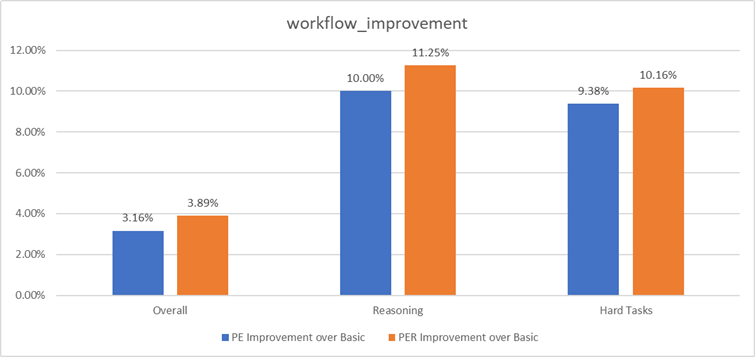 workflow_improvement
12.00%
10.00%
8.00%
6.00%
4.00%
2.00%
0.00%
3.16%
3.89%
10.00%
11.25%
9.38%
10.16%
Overall
Reasoning
Hard Tasks
PE Improvement over Basic
PER Improvement over Basic